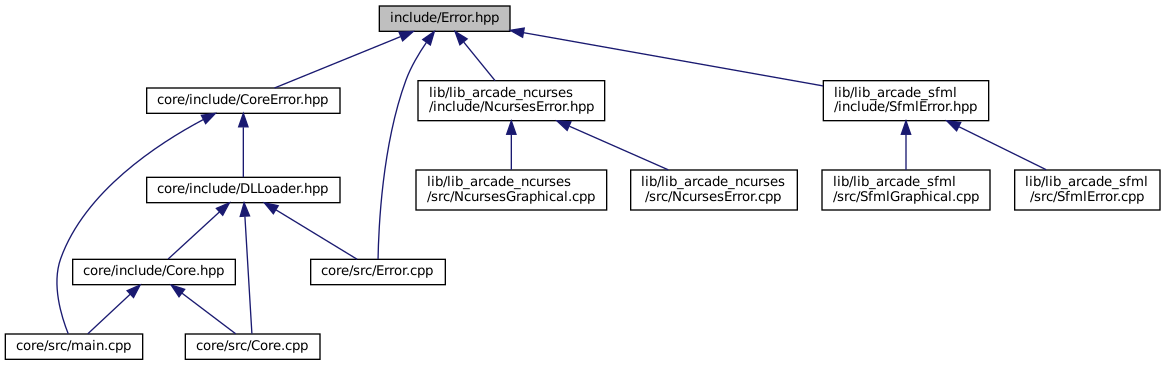 include/Error.hpp
core/include/CoreError.hpp
lib/lib_arcade_ncurses
/include/NcursesError.hpp
lib/lib_arcade_sfml
/include/SfmlError.hpp
core/include/DLLoader.hpp
lib/lib_arcade_ncurses
/src/NcursesGraphical.cpp
lib/lib_arcade_ncurses
/src/NcursesError.cpp
lib/lib_arcade_sfml
/src/SfmlGraphical.cpp
lib/lib_arcade_sfml
/src/SfmlError.cpp
core/include/Core.hpp
core/src/Error.cpp
core/src/main.cpp
core/src/Core.cpp